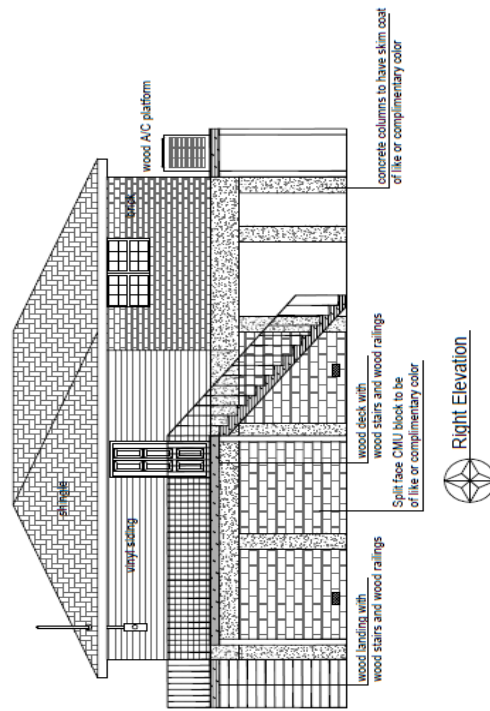 shingle
vinyl siding
brick
wood A/C platform
wood landing with
wood stairs and wood railings
Split face CMU block to be
of like or complimentary color
wood deck with
wood stairs and wood railings
concrete columns to have skim coat
of like or complimentary color
Right Elevation